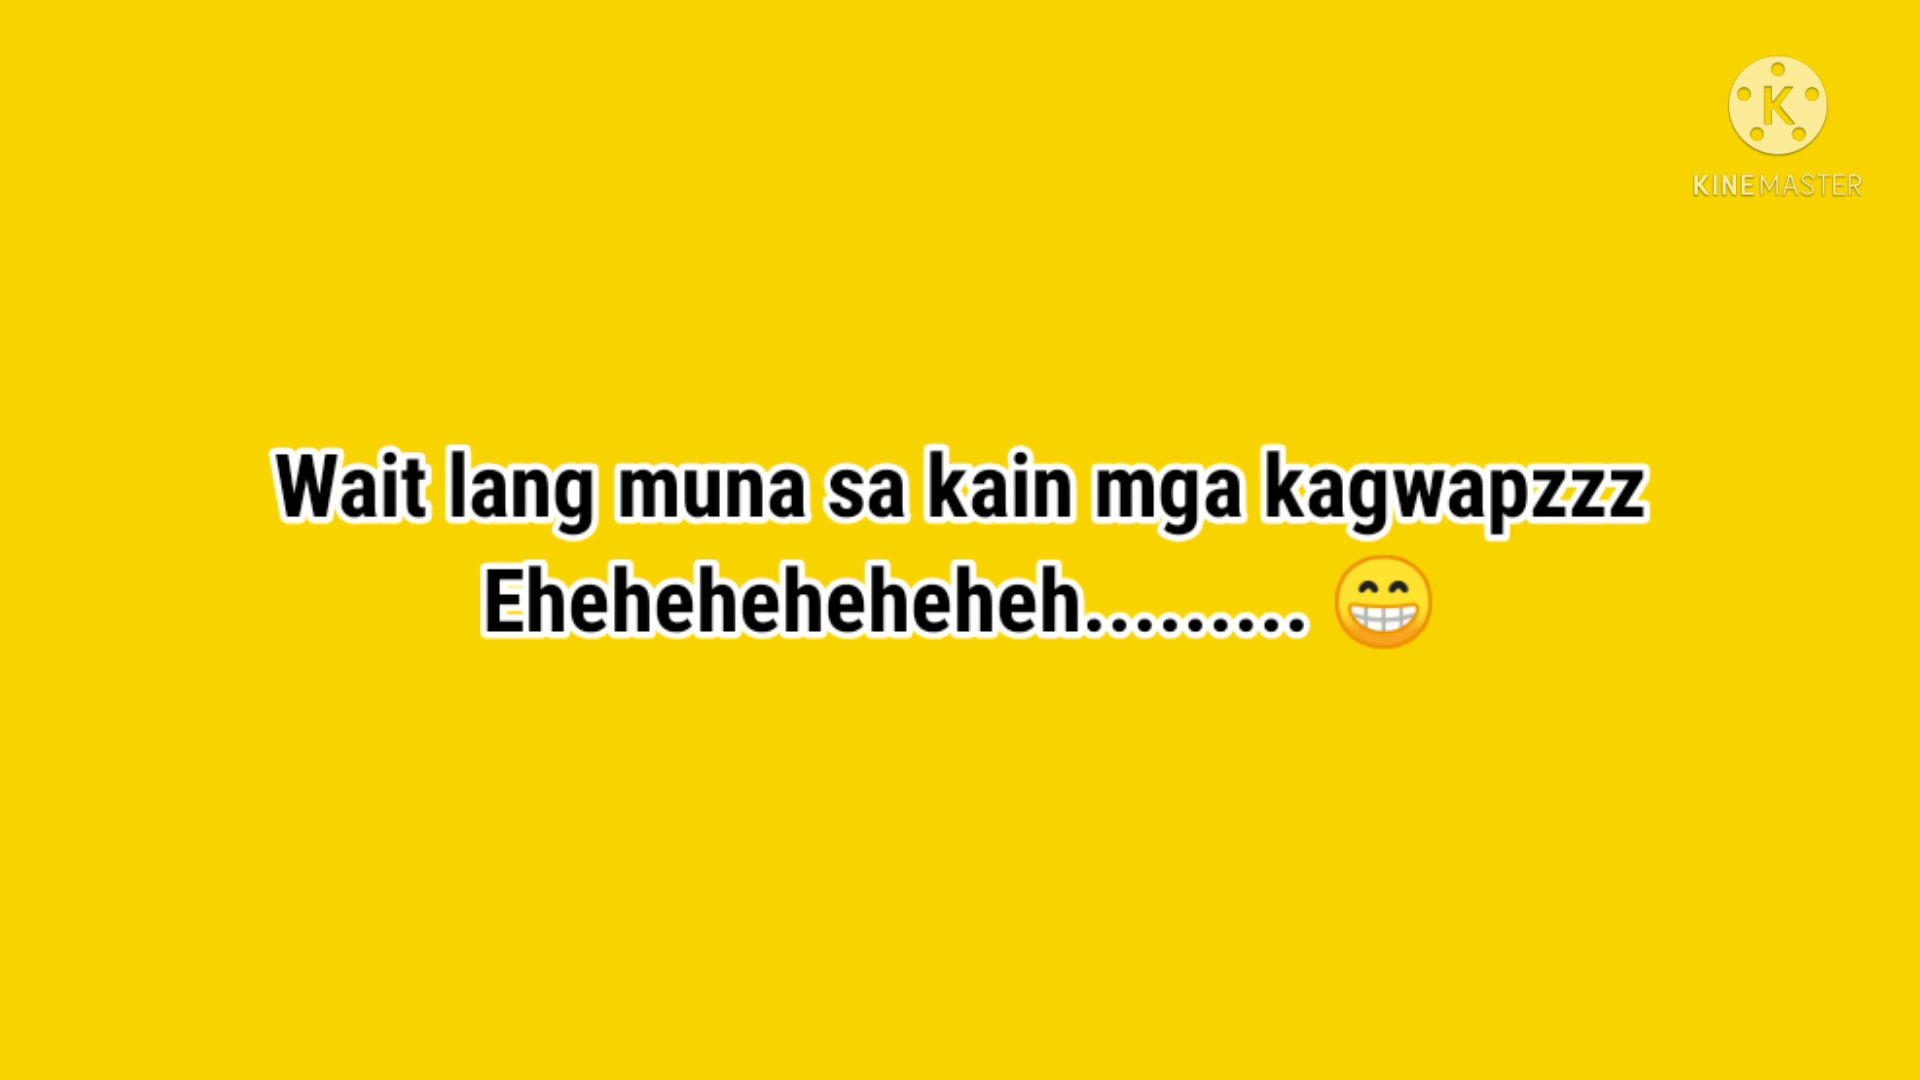 K
KINEMASTER
Wait lang muna sa kain mga kagwapzzz
Eheheheheheheh......... 😁